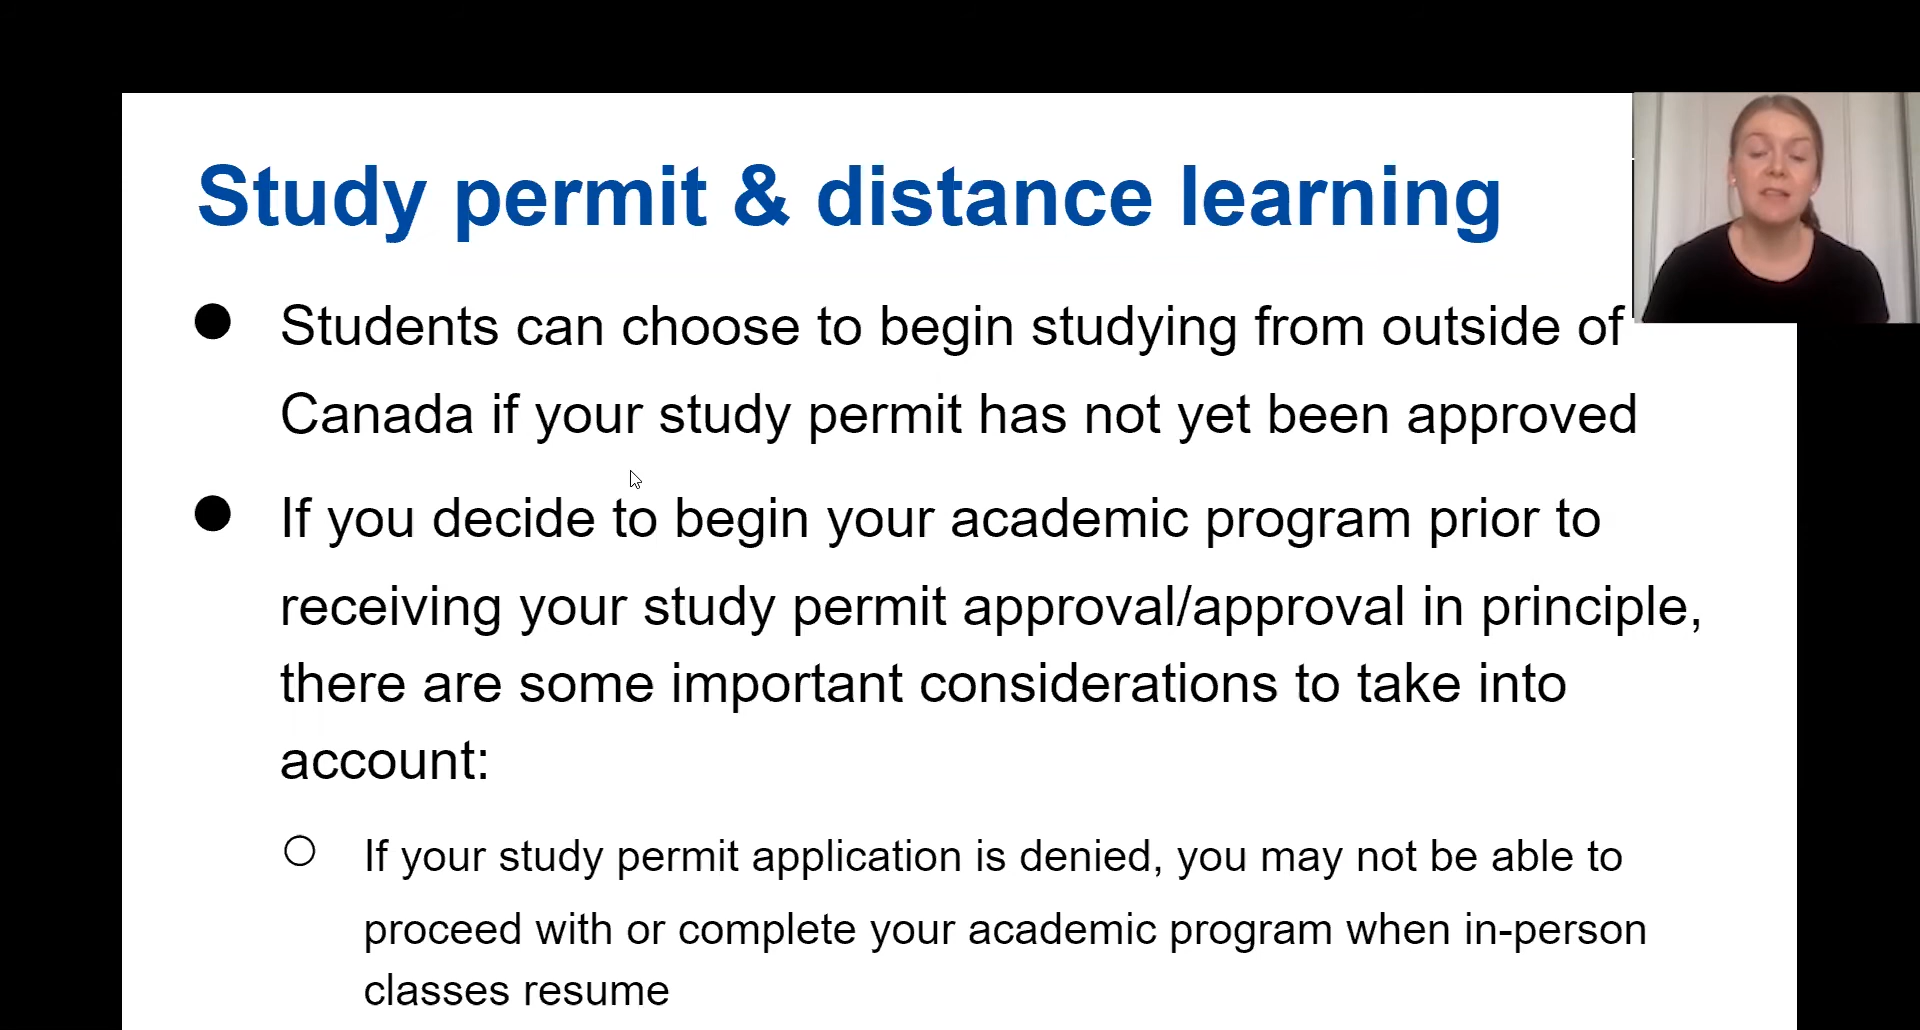 Study permit & distance learning
● Students can choose to begin studying from outside of
Canada if your study permit has not yet been approved
● If you decide to begin your academic program prior to
receiving your study permit approval/approval in principle,
there are some important considerations to take into
account:
○ If your study permit application is denied, you may not be able to
proceed with or complete your academic program when in-person
classes resume